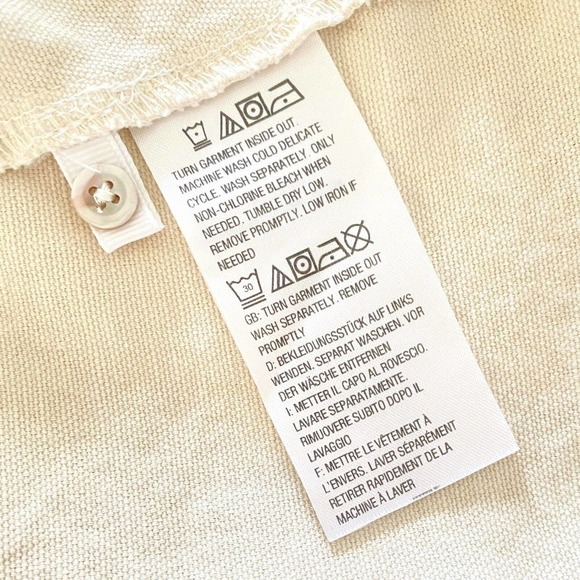 TURN GARMENT INSIDE OUT.
MACHINE WASH COLD DELICATE
CYCLE. WASH SEPARATELY. ONLY
NON-CHLORINE BLEACH WHEN
NEEDED. TUMBLE DRY LOW.
REMOVE PROMPTLY. LOW IRON IF
NEEDED
30
GB: TURN GARMENT INSIDE OUT
WASH SEPARATELY. REMOVE
PROMPTLY
D: BEKLEIDUNGSSTÜCK AUF LINKS
WENDEN. SEPARAT WASCHEN. VOR
DER WÄSCHE ENTFERNEN
I: METTER IL CAPO AL ROVESCIO.
LAVARE SEPARATAMENTE.
RIMUOVERE SUBITO DOPO IL
LAVAGGIO
F: METTRE LE VÊTEMENT À
L'ENVERS. LAVER SÉPARÉMENT
RETIRER RAPIDEMENT DE LA
MACHINE À LAVER